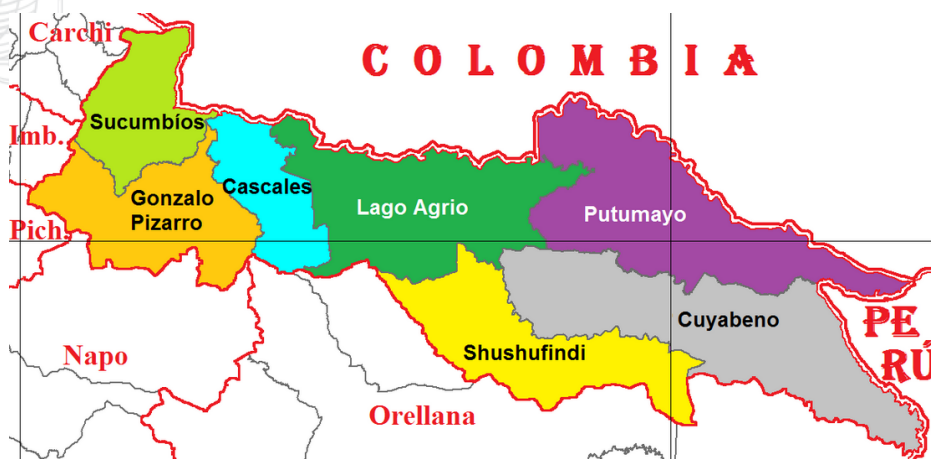 Carchi
COLOMBIA
Sucumbíos
Imb.
Cascales
Gonzalo
Pizarro
Lago Agrio
Putumayo
Pich.
Cuyabeno
PE
RÚ
Shushufindi
Napo
Orellana